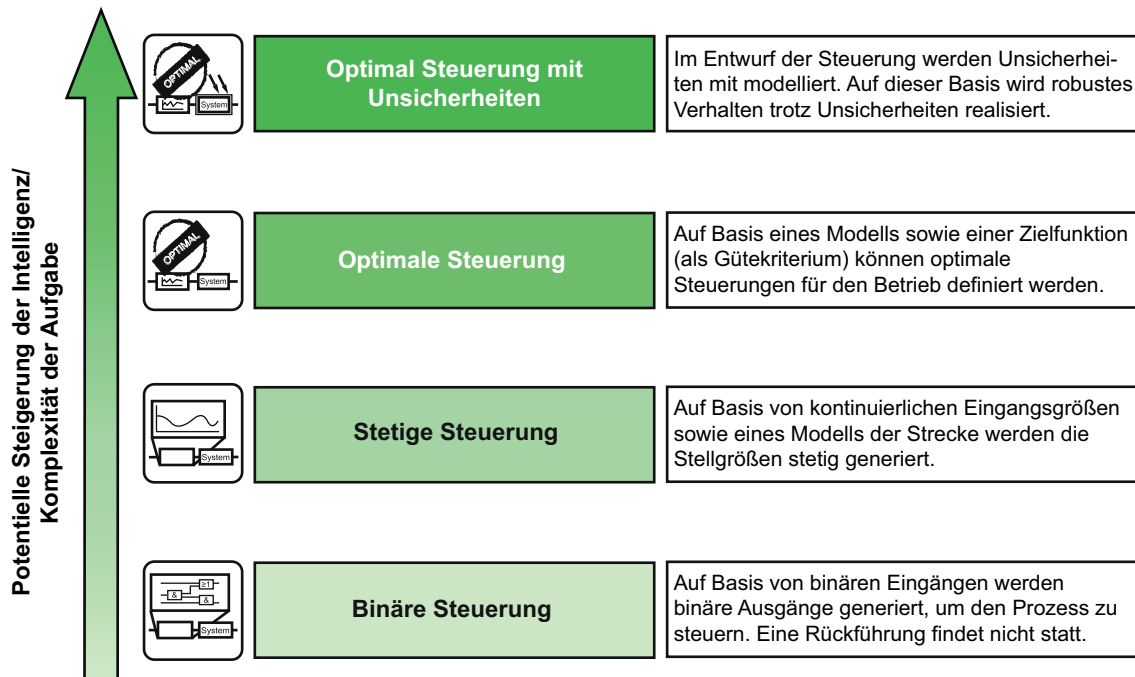 Potentielle Steigerung der Intelligenz/
Komplexität der Aufgabe
OPTIMAL
System
Optimal Steuerung mit
Unsicherheiten
Im Entwurf der Steuerung werden Unsicherhei-
ten mit modelliert. Auf dieser Basis wird robustes
Verhalten trotz Unsicherheiten realisiert.
OPTIMAL
System
Optimale Steuerung
Auf Basis eines Modells sowie einer Zielfunktion
(als Gütekriterium) können optimale
Steuerungen für den Betrieb definiert werden.
System
Stetige Steuerung
Auf Basis von kontinuierlichen Eingangsgrößen
sowie eines Modells der Strecke werden die
Stellgrößen stetig generiert.
≥1
&
&
System
Binäre Steuerung
Auf Basis von binären Eingängen werden
binäre Ausgänge generiert, um den Prozess zu
steuern. Eine Rückführung findet nicht statt.